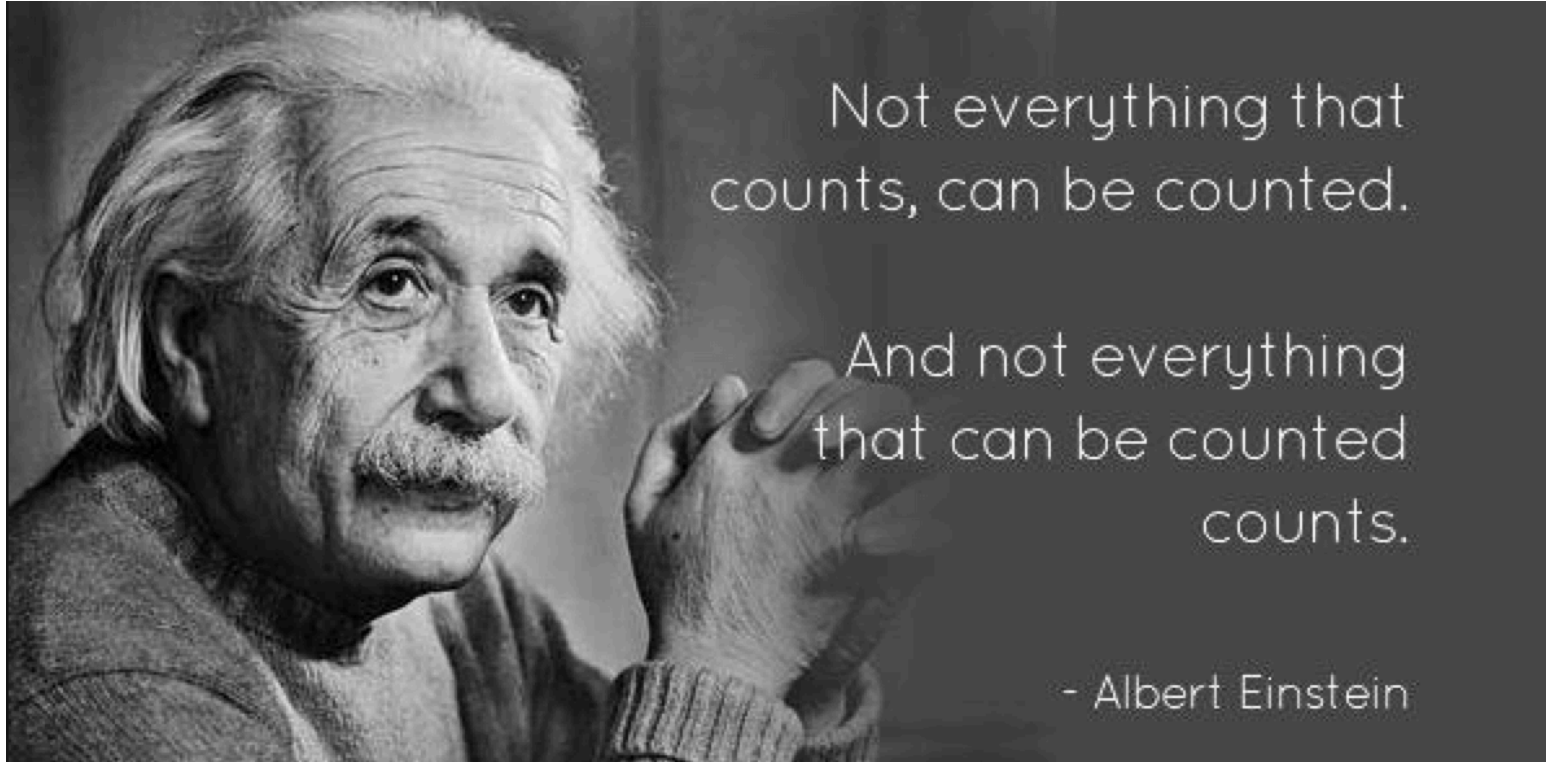 Not everything that
counts, can be counted.
And not everything
that can be counted
counts.
- Albert Einstein